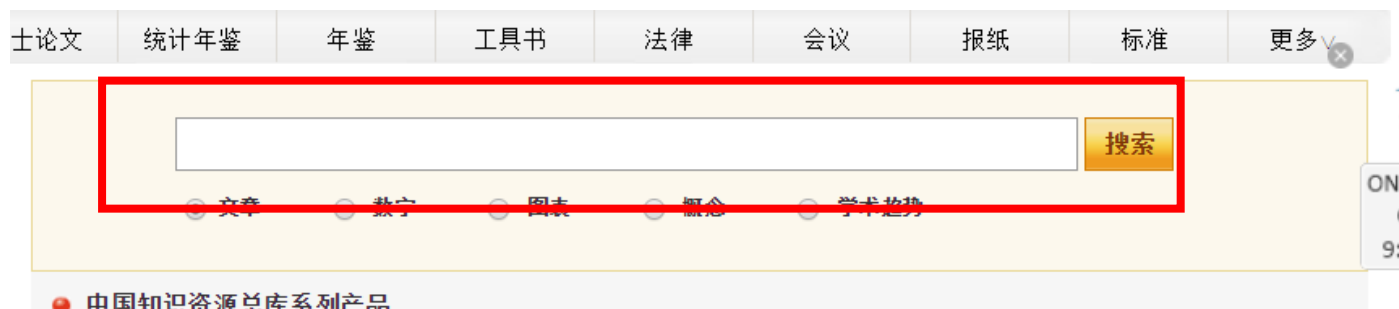 士论文 统计年鉴 年鉴 工具书 法律 会议 报纸 标准 更多
搜索
文章 数字 图表 概念 学术趋势
ON
9:
中国知识资源总库系列产品